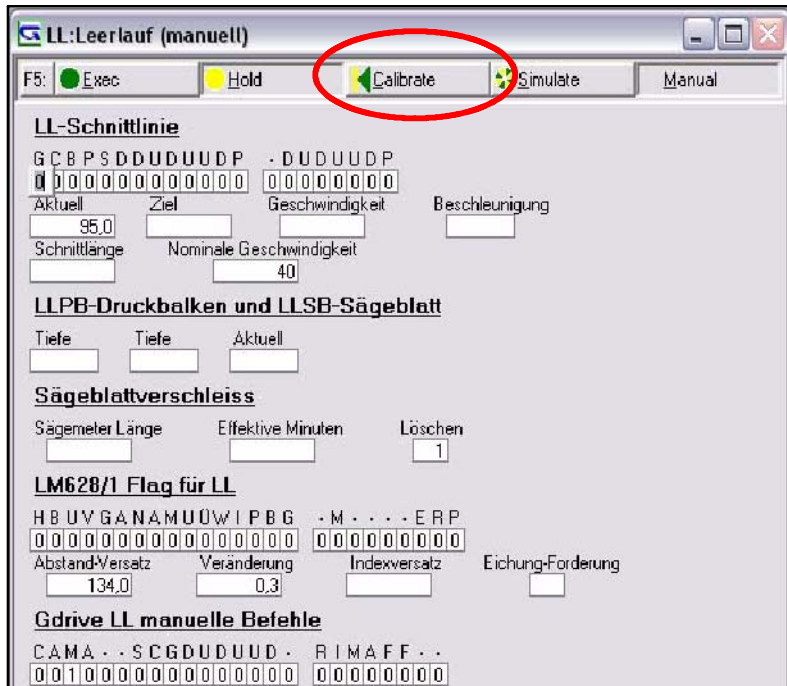 LL:Leerlauf (manuell)
F5: Exec Hold Calibrate Simulate Manual
LL-Schnittlinie
G C B P S D D U D U U D P · D U D U U D P
0 0 0 0 0 0 0 0 0 0 0 0 0 0 0 0 0 0 0 0 0
Aktuell Ziel Geschwindigkeit Beschleunigung
95,0
Schnittlänge Nominale Geschwindigkeit
40
LLPB-Druckbalken und LLSB-Sägeblatt
Tiefe Tiefe Aktuell
Sägeblattverschleiss
Sägemeter Länge Effektive Minuten Löschen
1
LM628/1 Flag für LL
H B U V G A N A M U Ü W I P B G · M · · · · E R P
0 0 0 0 0 0 0 0 0 0 0 0 0 0 0 0 0 0 0 0 0 0 0 0 0
Abstand-Versatz Veränderung Indexversatz Eichung-Forderung
134,0 0,3
Gdrive LL manuelle Befehle
C A M A · · S C G D U D U U D · R I M A F F · ·
0 0 1 0 0 0 0 0 0 0 0 0 0 0 0 0 0 0 0 0 0 0 0 0